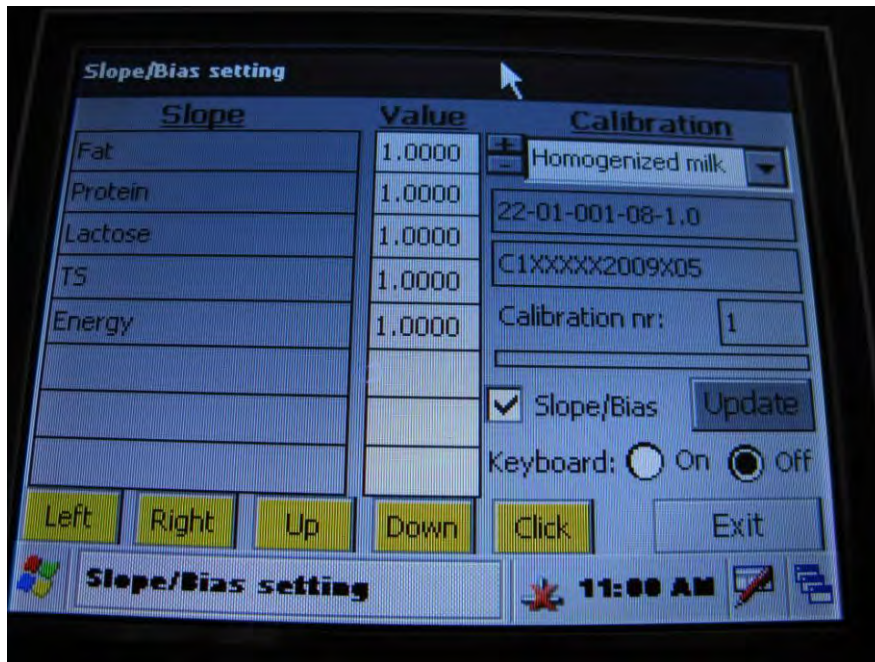 Slope/Bias setting
Slope Value Calibration
Fat 1.0000 + - Homogenized milk
Protein 1.0000
22-01-001-08-1.0
Lactose 1.0000
C1XXXXX2009X05
TS 1.0000
Energy 1.0000 Calibration nr: 1
Slope/Bias Update
Keyboard: On Off
Left Right Up Down Click Exit
Slope/Bias setting 11:00 AM